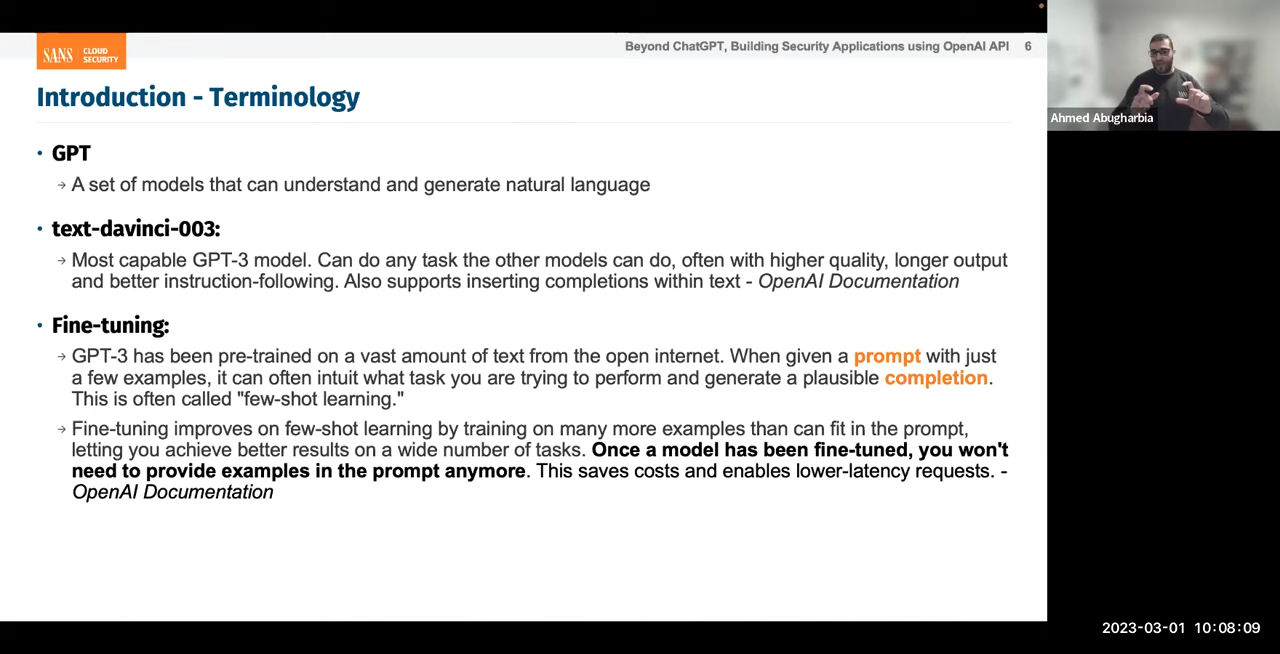 SANS
CLOUD
SECURITY
Beyond ChatGPT, Building Security Applications using OpenAI API 6
Introduction - Terminology
Ahmed Abugharbia
• GPT
→ A set of models that can understand and generate natural language
• text-davinci-003:
→ Most capable GPT-3 model. Can do any task the other models can do, often with higher quality, longer output
and better instruction-following. Also supports inserting completions within text - OpenAI Documentation
• Fine-tuning:
→ GPT-3 has been pre-trained on a vast amount of text from the open internet. When given a prompt with just
a few examples, it can often intuit what task you are trying to perform and generate a plausible completion.
This is often called "few-shot learning."
→ Fine-tuning improves on few-shot learning by training on many more examples than can fit in the prompt,
letting you achieve better results on a wide number of tasks. Once a model has been fine-tuned, you won't
need to provide examples in the prompt anymore. This saves costs and enables lower-latency requests. -
OpenAI Documentation
2023-03-01 10:08:09